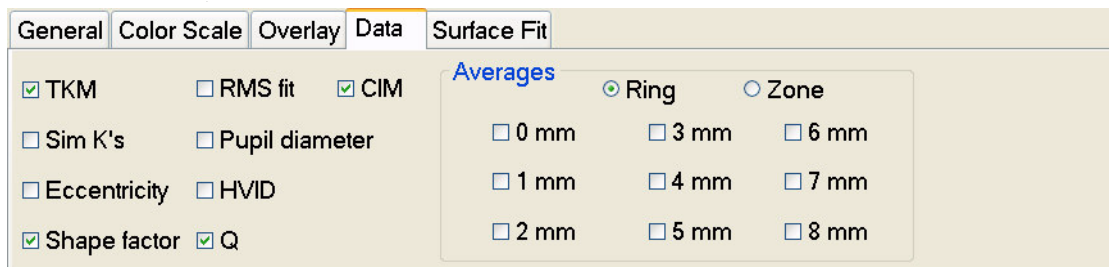 General Color Scale Overlay Data Surface Fit
TKM RMS fit CIM
Sim K's Pupil diameter
Eccentricity HVID
Shape factor Q
Averages
Ring Zone
0 mm 3 mm 6 mm
1 mm 4 mm 7 mm
2 mm 5 mm 8 mm